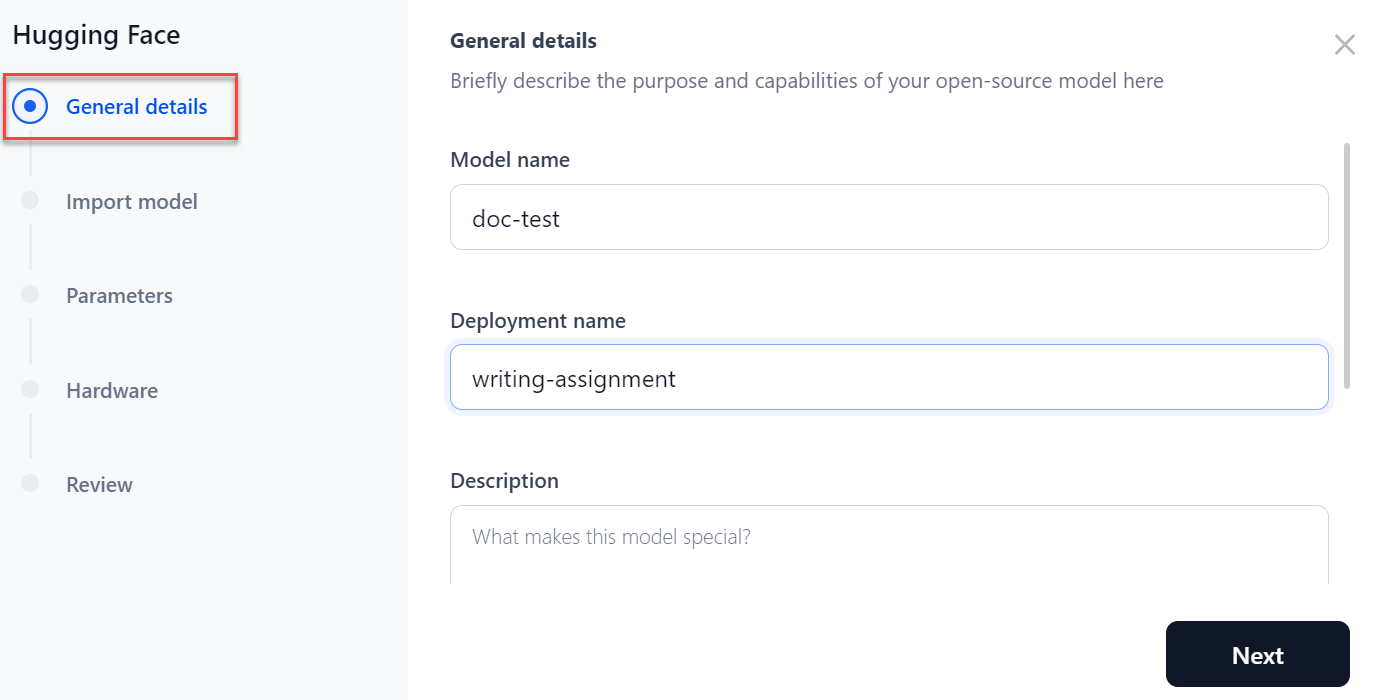 Hugging Face
General details
Import model
Parameters
Hardware
Review
General details
Briefly describe the purpose and capabilities of your open-source model here
Model name
doc-test
Deployment name
writing-assignment
Description
What makes this model special?
Next